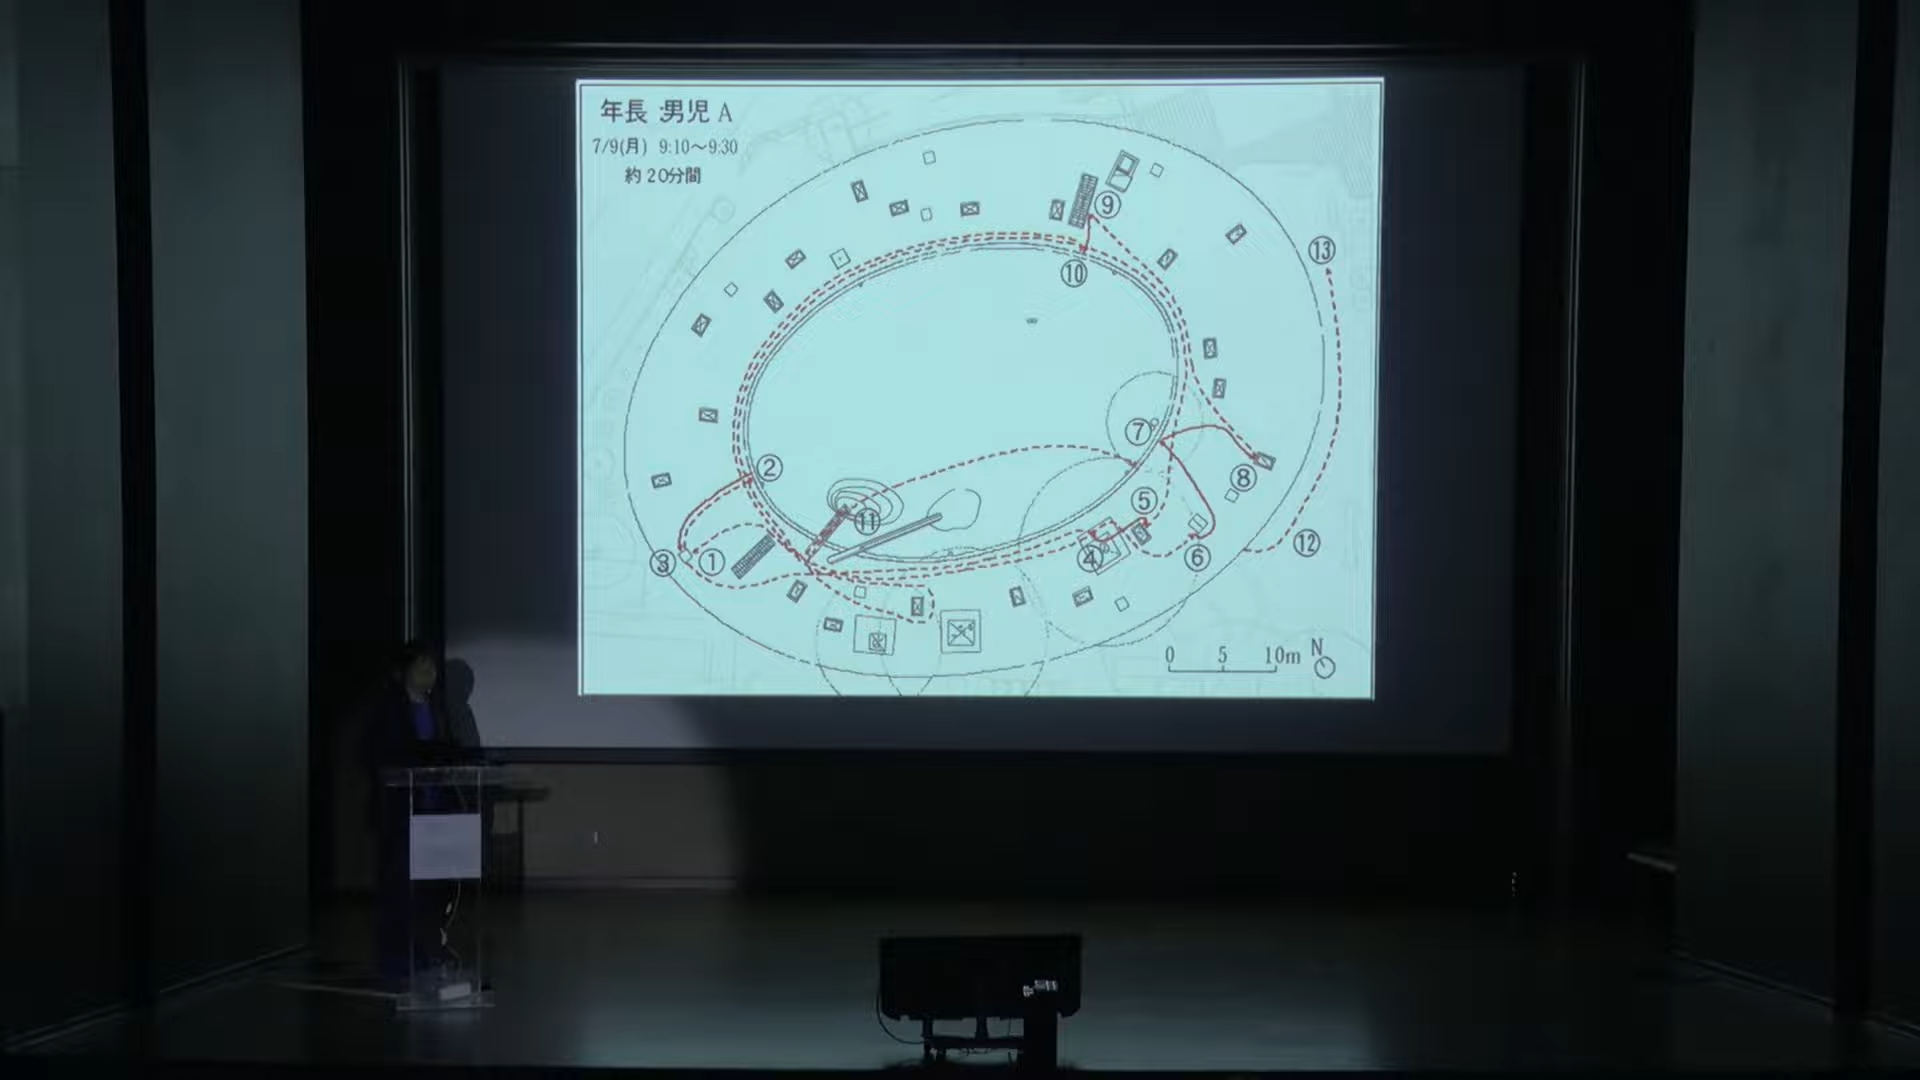 年長 男児 A
7/9(月) 9:10～9:30
約20分間
⑨
⑬
⑩
⑦
②
⑧
⑤
⑪
③ ①
④ ⑥
⑫
0 5 10m N